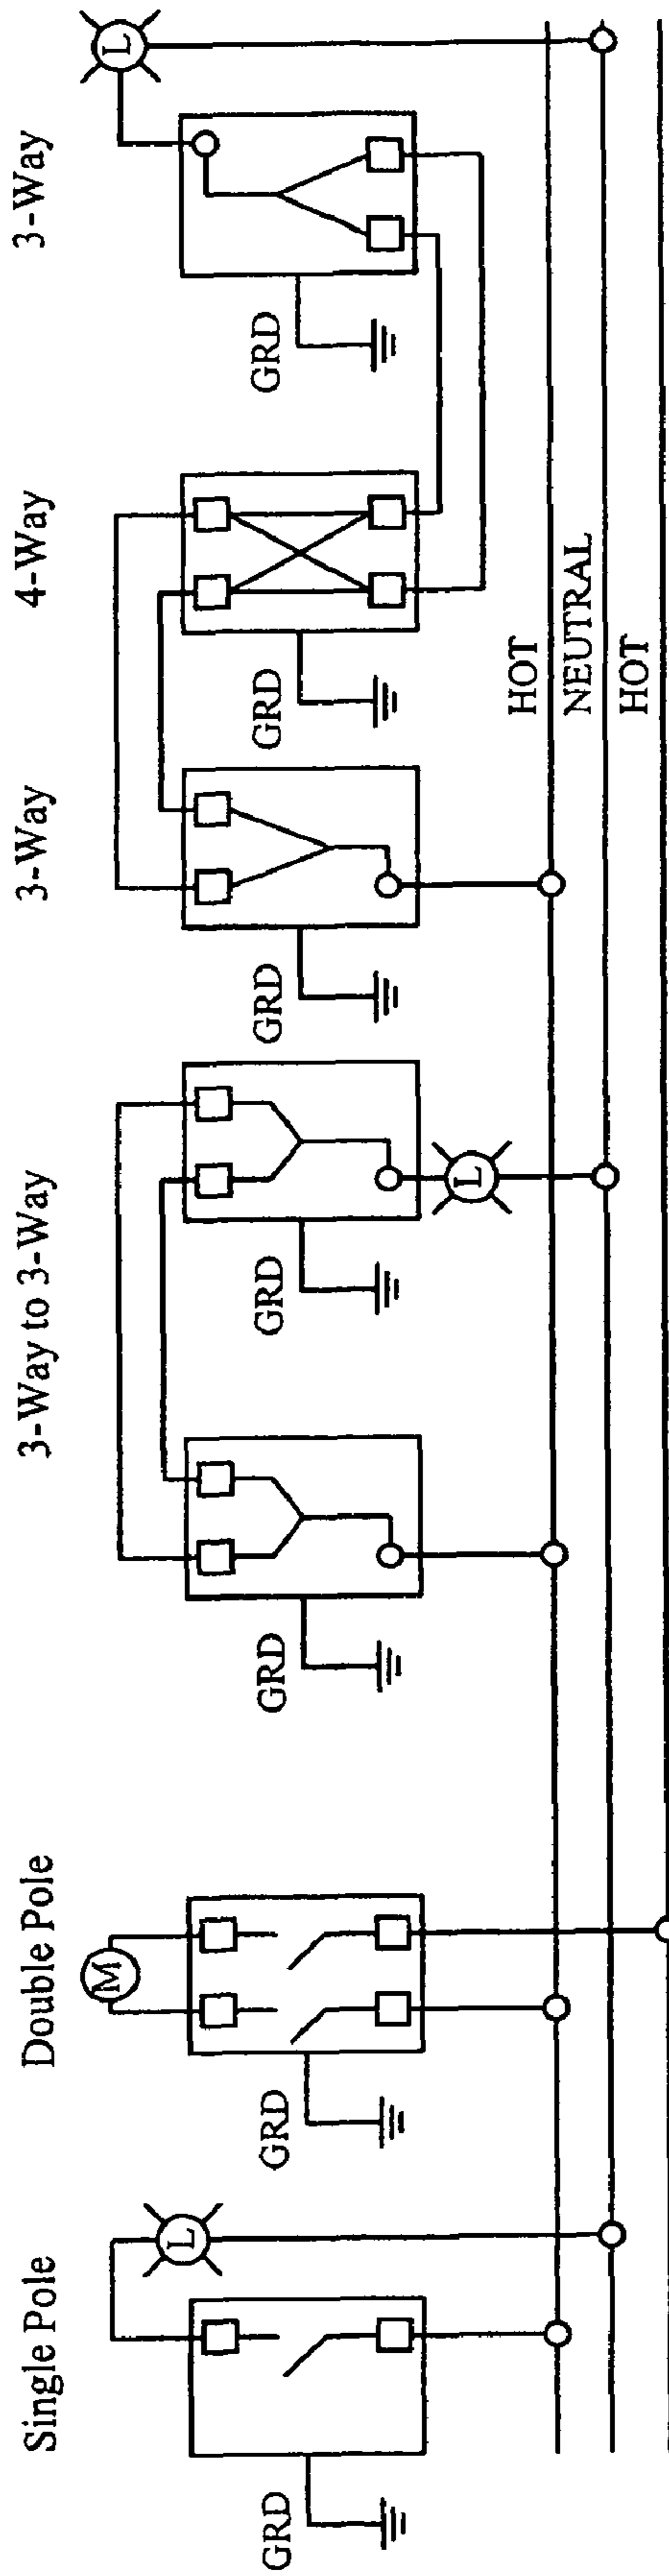 Single Pole
Double Pole
3-Way to 3-Way
3-Way
4-Way
3-Way
GRD
L
GRD
M
GRD
GRD
L
GRD
GRD
GRD
L
HOT
NEUTRAL
HOT